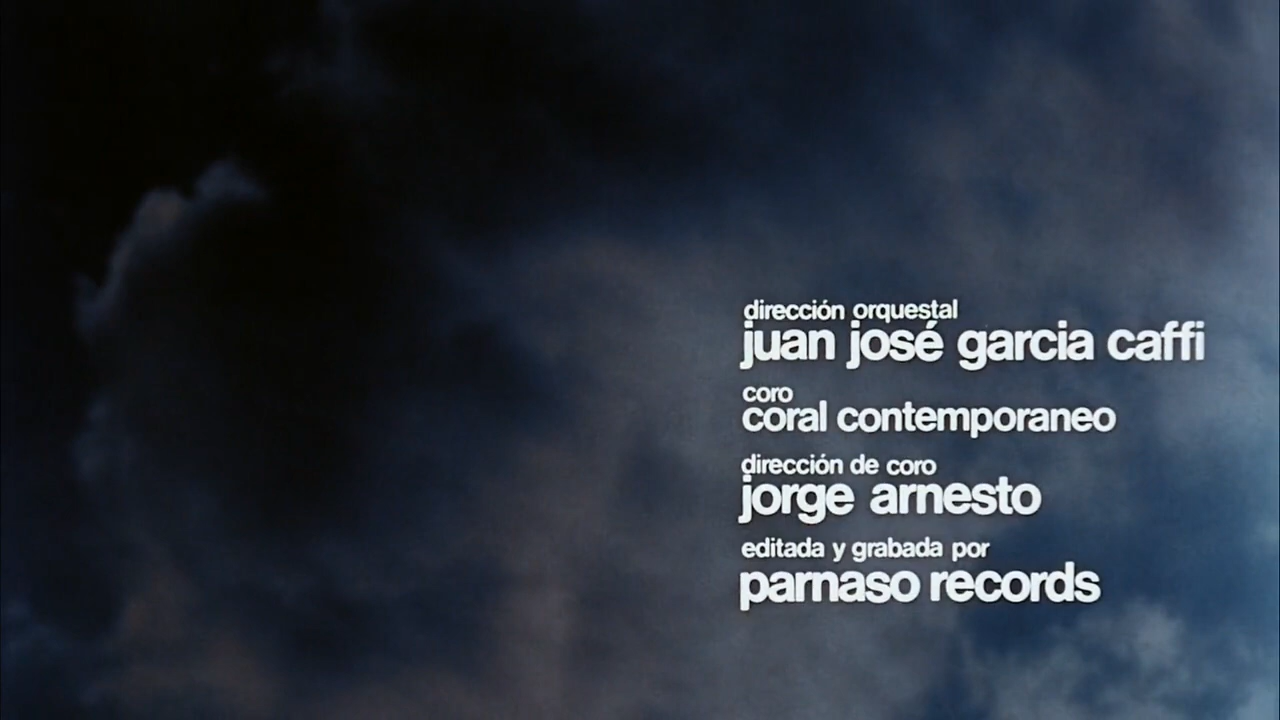 dirección orquestal
juan josé garcia caffi
coro
coral contemporaneo
dirección de coro
jorge arnesto
editada y grabada por
parnaso records